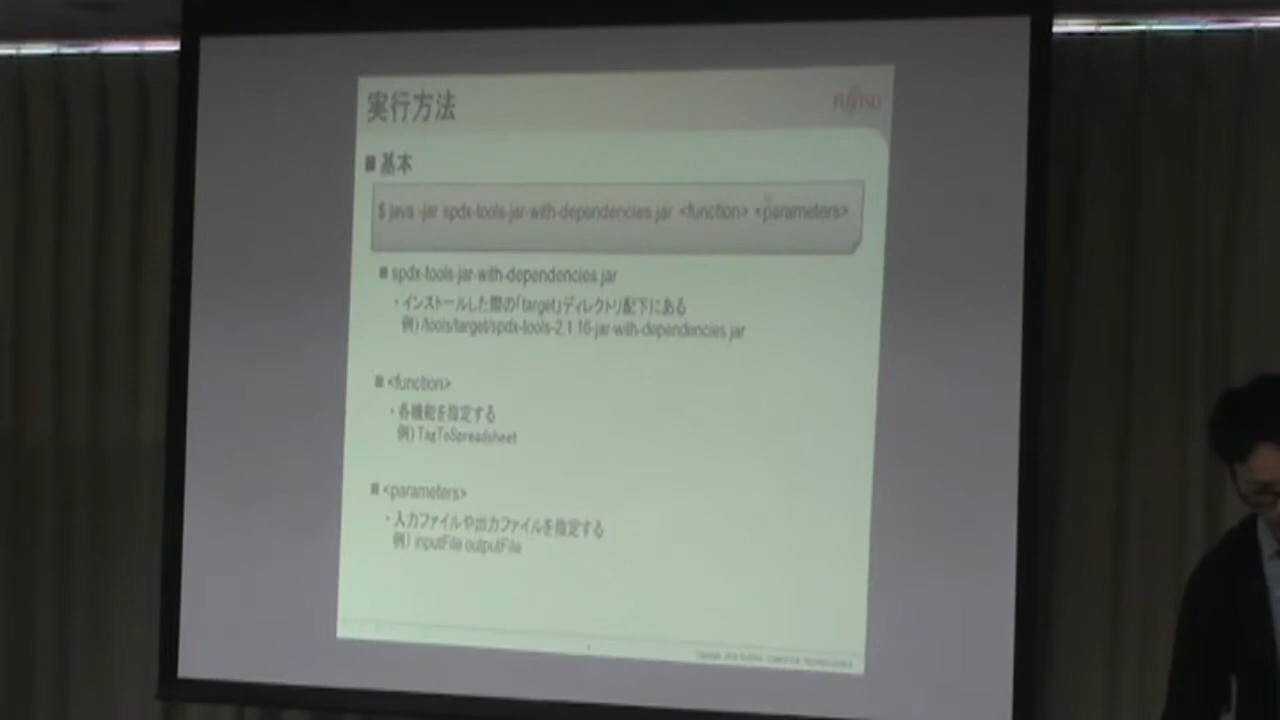 実行方法
FUJITSU
■ 基本
$ java -jar spdx-tools-jar-with-dependencies.jar <function> <parameters>
■ spdx-tools-jar-with-dependencies.jar
・インストールした際の「target」ディレクトリ配下にある
例) /tools/target/spdx-tools-2.1.16-jar-with-dependencies.jar
■ <function>
・各機能を指定する
例) TagToSpreadsheet
■ <parameters>
・入力ファイルや出力ファイルを指定する
例) inputFile outputFile